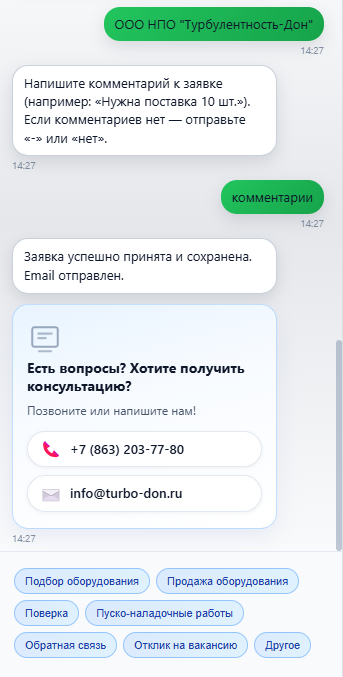 ООО НПО "Турбулентность-Дон"
14:27
Напишите комментарий к заявке
(например: «Нужна поставка 10 шт.»).
Если комментариев нет — отправьте
«-» или «нет».
14:27
комментарии
14:27
Заявка успешно принята и сохранена.
Email отправлен.
Есть вопросы? Хотите получить
консультацию?
Позвоните или напишите нам!
+7 (863) 203-77-80
info@turbo-don.ru
14:27
Подбор оборудования Продажа оборудования
Поверка Пуско-наладочные работы
Обратная связь Отклик на вакансию Другое